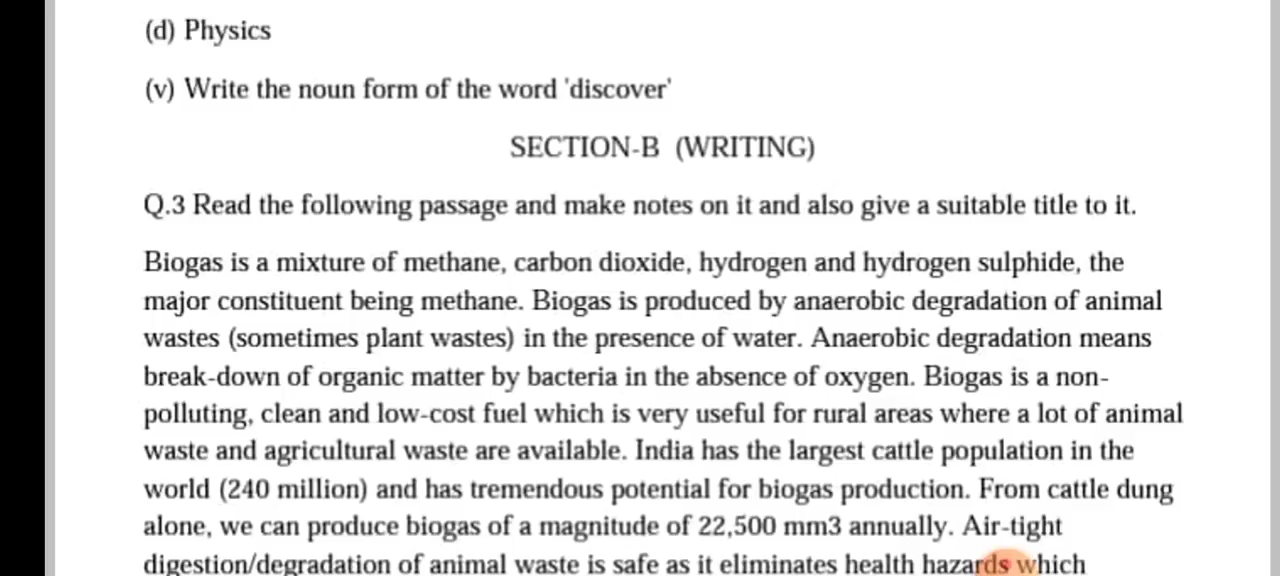 (d) Physics
(v) Write the noun form of the word 'discover'
SECTION-B (WRITING)
Q.3 Read the following passage and make notes on it and also give a suitable title to it.
Biogas is a mixture of methane, carbon dioxide, hydrogen and hydrogen sulphide, the
major constituent being methane. Biogas is produced by anaerobic degradation of animal
wastes (sometimes plant wastes) in the presence of water. Anaerobic degradation means
break-down of organic matter by bacteria in the absence of oxygen. Biogas is a non-
polluting, clean and low-cost fuel which is very useful for rural areas where a lot of animal
waste and agricultural waste are available. India has the largest cattle population in the
world (240 million) and has tremendous potential for biogas production. From cattle dung
alone, we can produce biogas of a magnitude of 22,500 mm3 annually. Air-tight
digestion/degradation of animal waste is safe as it eliminates health hazards which